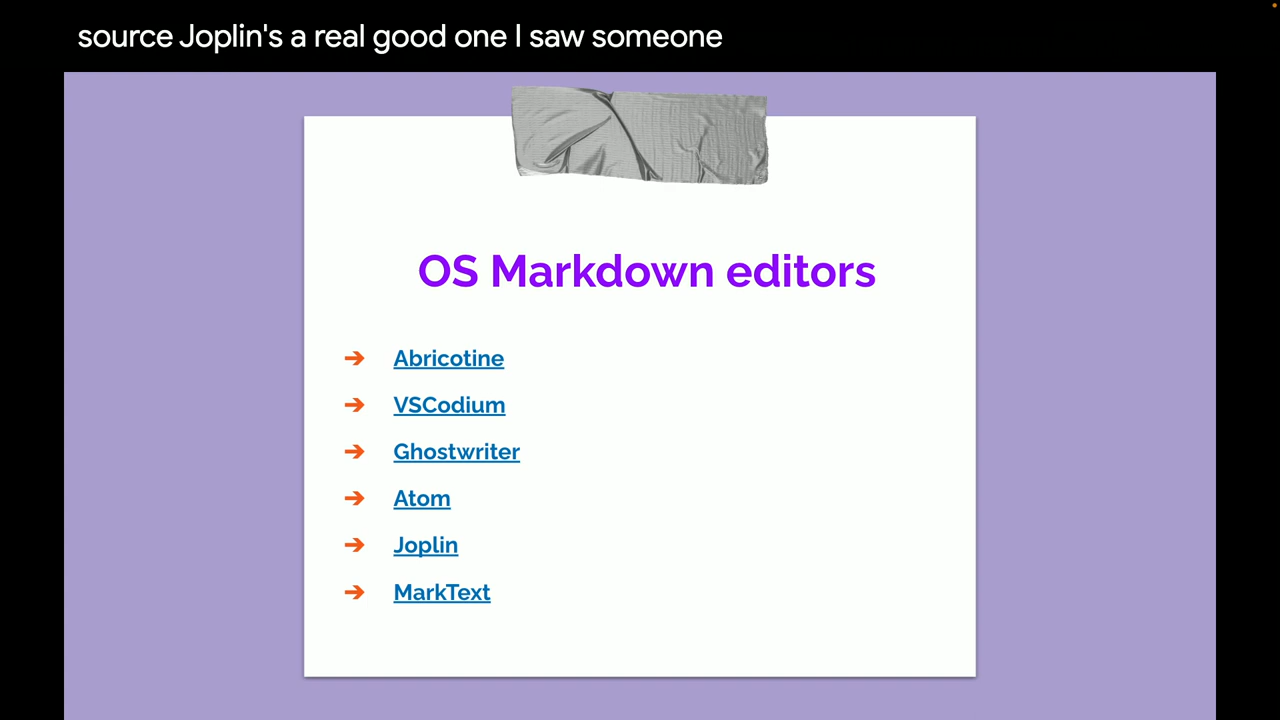 source Joplin's a real good one I saw someone
OS Markdown editors
➔ Abricotine
➔ VSCodium
➔ Ghostwriter
➔ Atom
➔ Joplin
➔ MarkText